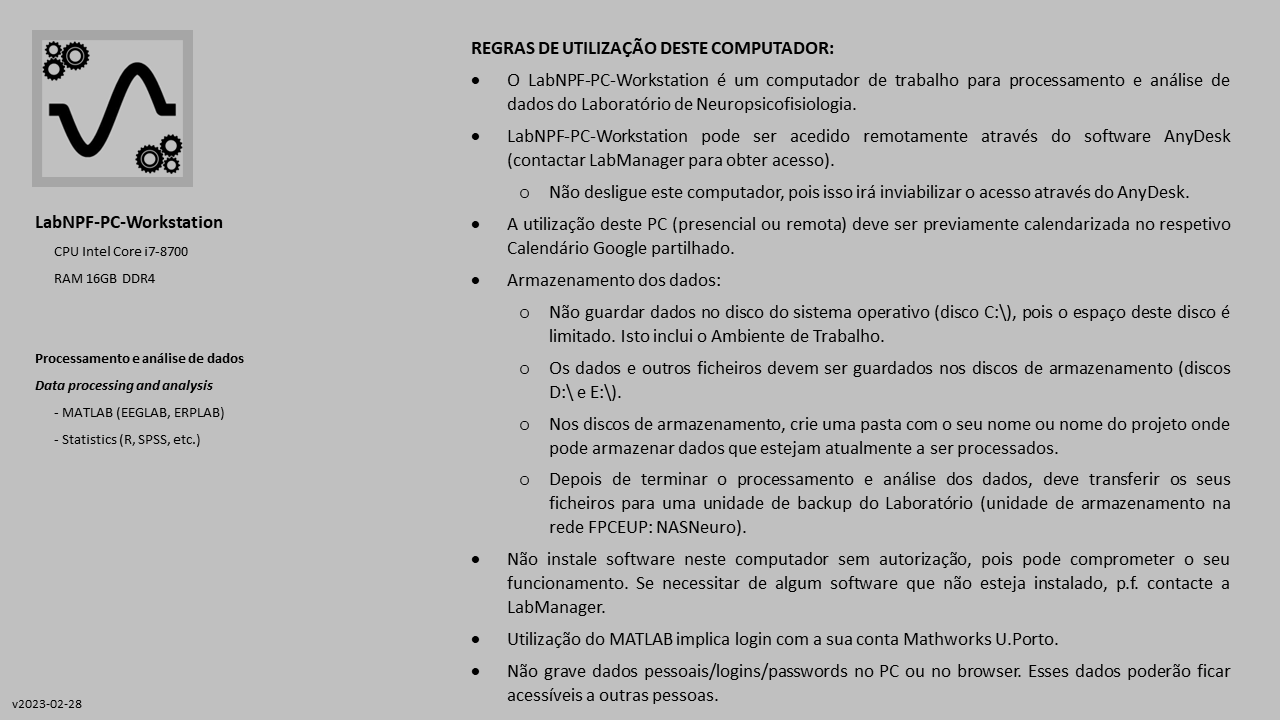 LabNPF-PC-Workstation
CPU Intel Core i7-8700
RAM 16GB DDR4
Processamento e análise de dados
Data processing and analysis
- MATLAB (EEGLAB, ERPLAB)
- Statistics (R, SPSS, etc.)
v2023-02-28
REGRAS DE UTILIZAÇÃO DESTE COMPUTADOR:
• O LabNPF-PC-Workstation é um computador de trabalho para processamento e análise de
dados do Laboratório de Neuropsicofisiologia.
• LabNPF-PC-Workstation pode ser acedido remotamente através do software AnyDesk
(contactar LabManager para obter acesso).
o Não desligue este computador, pois isso irá inviabilizar o acesso através do AnyDesk.
• A utilização deste PC (presencial ou remota) deve ser previamente calendarizada no respetivo
Calendário Google partilhado.
• Armazenamento dos dados:
o Não guardar dados no disco do sistema operativo (disco C:\), pois o espaço deste disco é
limitado. Isto inclui o Ambiente de Trabalho.
o Os dados e outros ficheiros devem ser guardados nos discos de armazenamento (discos
D:\ e E:\).
o Nos discos de armazenamento, crie uma pasta com o seu nome ou nome do projeto onde
pode armazenar dados que estejam atualmente a ser processados.
o Depois de terminar o processamento e análise dos dados, deve transferir os seus
ficheiros para uma unidade de backup do Laboratório (unidade de armazenamento na
rede FPCEUP: NASNeuro).
• Não instale software neste computador sem autorização, pois pode comprometer o seu
funcionamento. Se necessitar de algum software que não esteja instalado, p.f. contacte a
LabManager.
• Utilização do MATLAB implica login com a sua conta Mathworks U.Porto.
• Não grave dados pessoais/logins/passwords no PC ou no browser. Esses dados poderão ficar
acessíveis a outras pessoas.